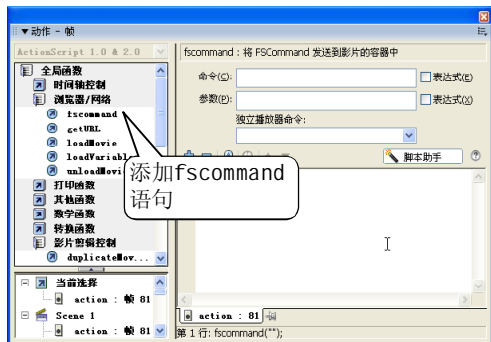 ▼动作 - 帧
ActionScript 1.0 & 2.0
全局函数
时间轴控制
浏览器/网络
fscommand
getURL
loadMovie
loadVariabl
unloadMovi
打印函数
其他函数
数学函数
转换函数
影片剪辑控制
duplicateMov...
当前选择
action : 帧 81
Scene 1
action : 帧 81
fscommand : 将 FSCommand 发送到影片的容器中
命令(C):
表达式(E)
参数(P):
表达式(X)
独立播放器命令:
脚本助手
添加fscommand
语句
action : 81
第 1 行: fscommand("");